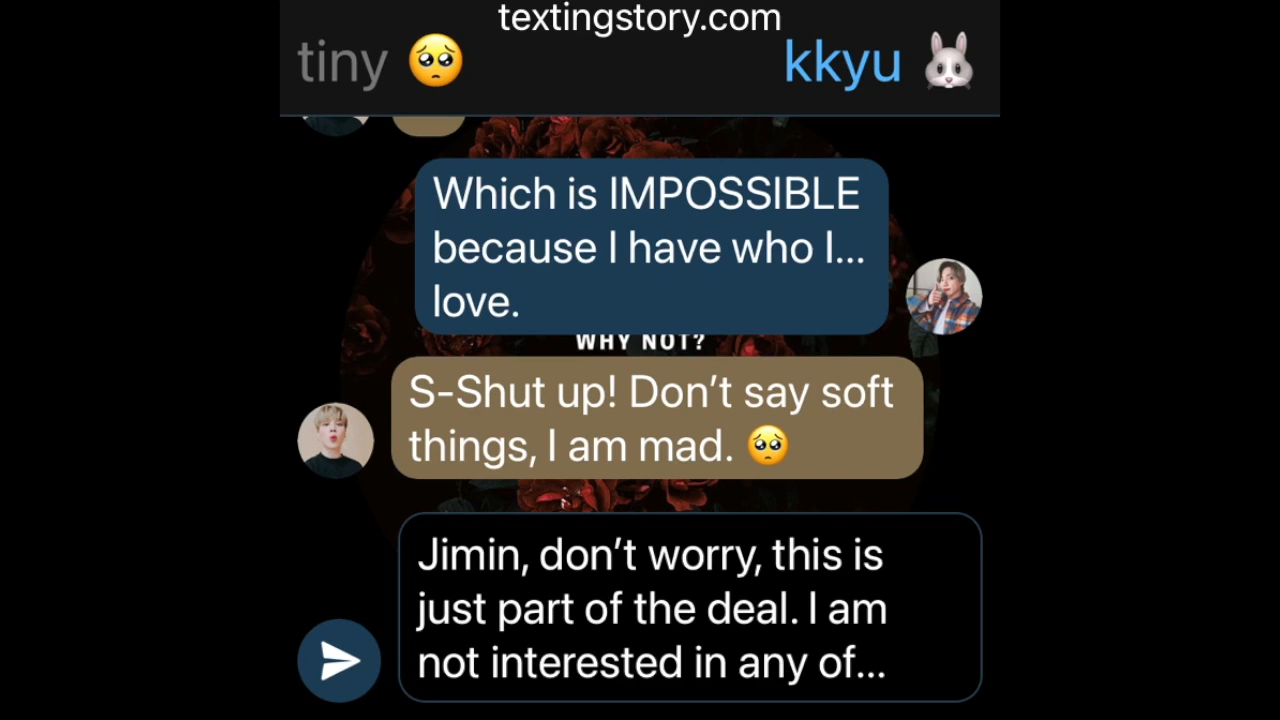 textingstory.com
tiny 🥺
kkyu 🐰
Which is IMPOSSIBLE
because I have who I...
love.
WHY NOT?
S-Shut up! Don’t say soft
things, I am mad. 🥺
Jimin, don’t worry, this is
just part of the deal. I am
not interested in any of...